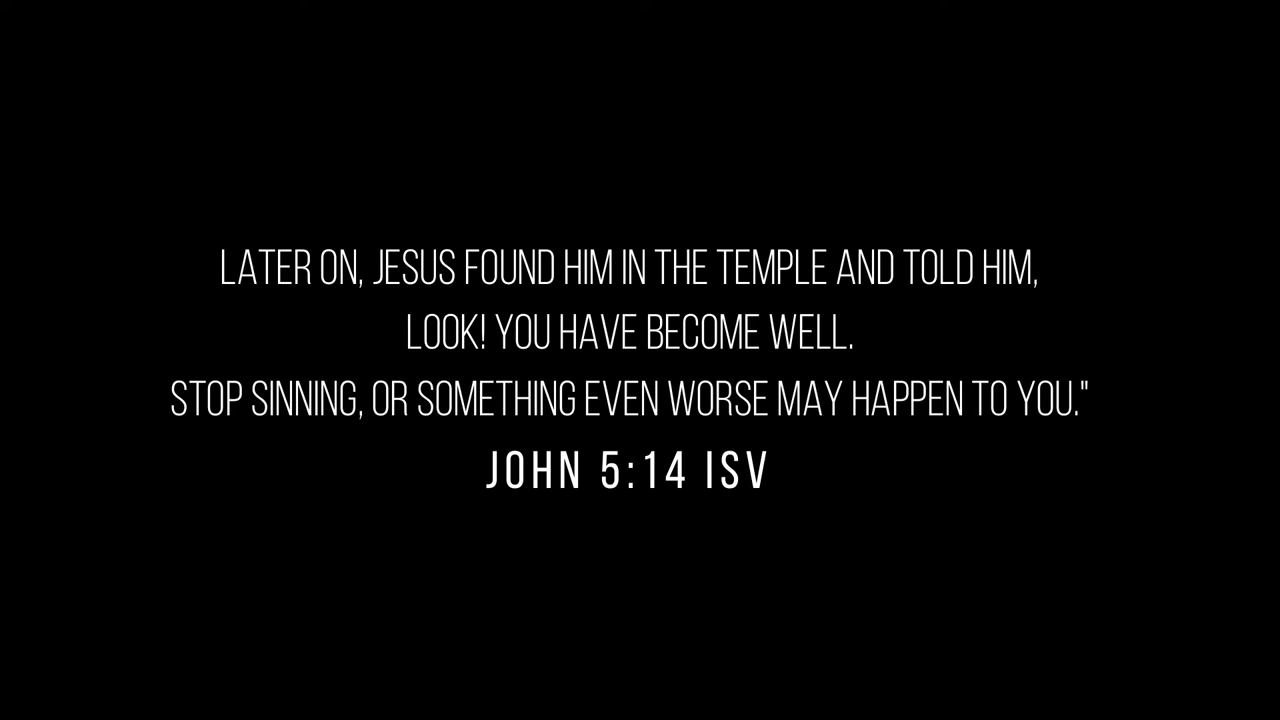 LATER ON, JESUS FOUND HIM IN THE TEMPLE AND TOLD HIM,
LOOK! YOU HAVE BECOME WELL.
STOP SINNING, OR SOMETHING EVEN WORSE MAY HAPPEN TO YOU."
JOHN 5:14 ISV